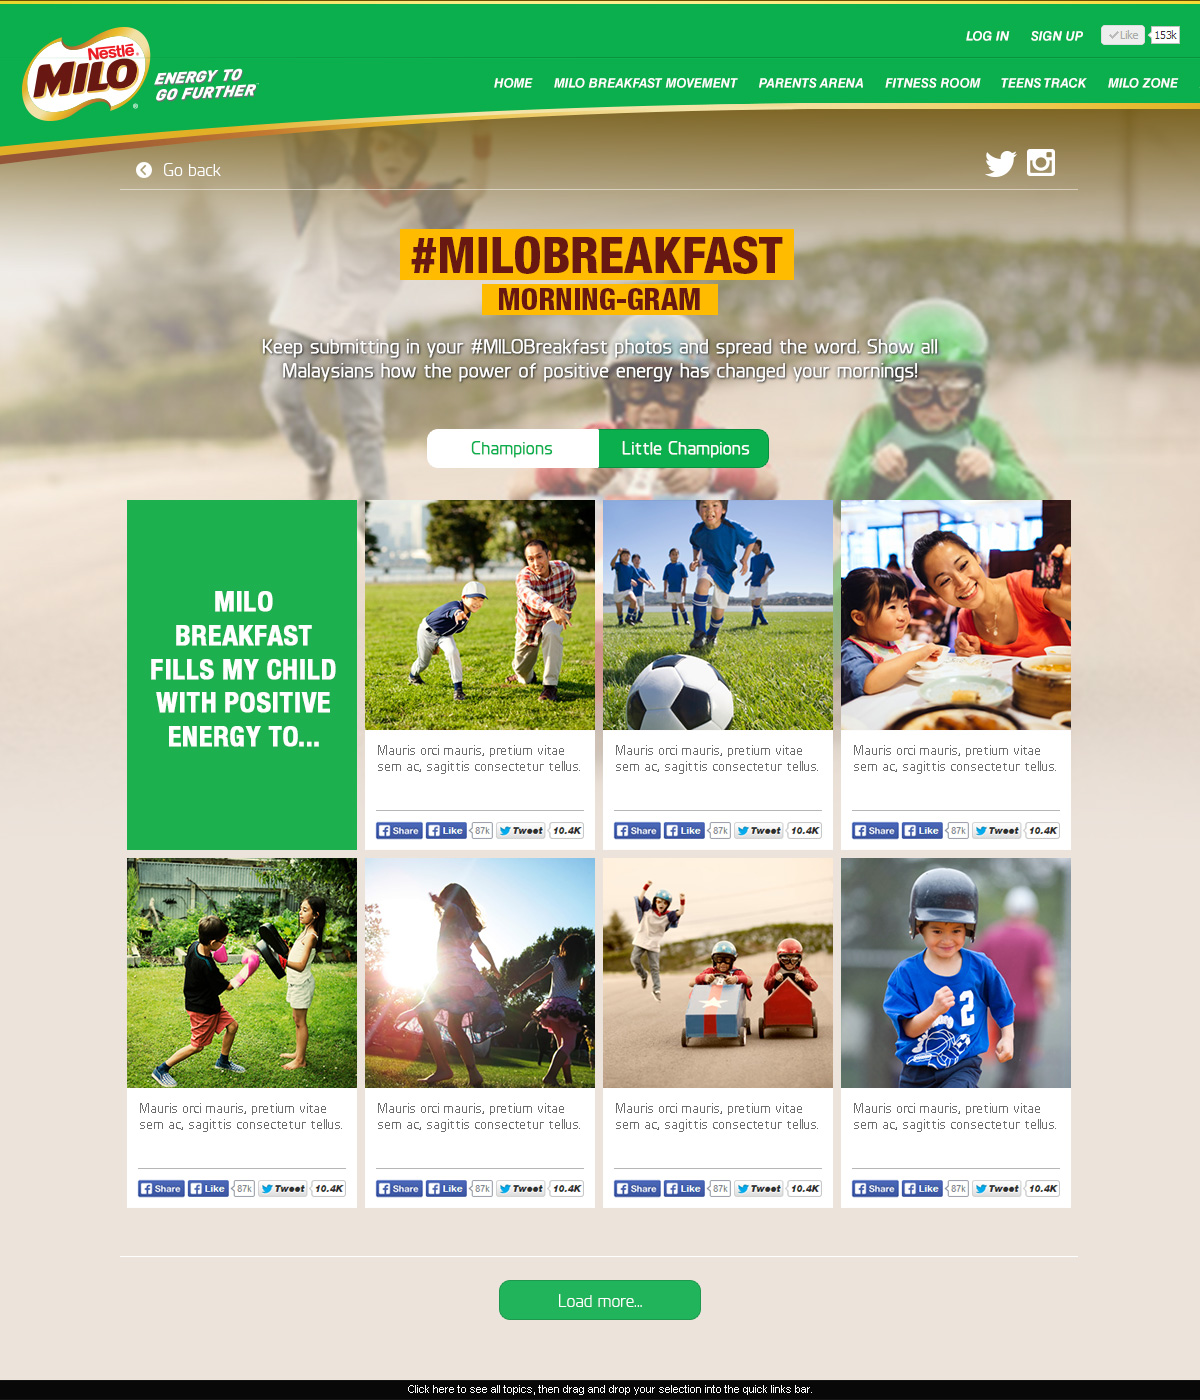 LOG IN
SIGN UP
Like
153k
Nestlé
MILO
®
ENERGY TO
GO FURTHER
HOME
MILO BREAKFAST MOVEMENT
PARENTS ARENA
FITNESS ROOM
TEENS TRACK
MILO ZONE
Go back
#MILOBREAKFAST
MORNING-GRAM
Keep submitting in your #MILOBreakfast photos and spread the word. Show all
Malaysians how the power of positive energy has changed your mornings!
Champions
Little Champions
MILO
BREAKFAST
FILLS MY CHILD
WITH POSITIVE
ENERGY TO...
Mauris orci mauris, pretium vitae
sem ac, sagittis consectetur tellus.
Share Like 87k Tweet 10.4K
Mauris orci mauris, pretium vitae
sem ac, sagittis consectetur tellus.
Share Like 87k Tweet 10.4K
Mauris orci mauris, pretium vitae
sem ac, sagittis consectetur tellus.
Share Like 87k Tweet 10.4K
2
Mauris orci mauris, pretium vitae
sem ac, sagittis consectetur tellus.
Share Like 87k Tweet 10.4K
Mauris orci mauris, pretium vitae
sem ac, sagittis consectetur tellus.
Share Like 87k Tweet 10.4K
Mauris orci mauris, pretium vitae
sem ac, sagittis consectetur tellus.
Share Like 87k Tweet 10.4K
Mauris orci mauris, pretium vitae
sem ac, sagittis consectetur tellus.
Share Like 87k Tweet 10.4K
Load more...
Click here to see all topics, then drag and drop your selection into the quick links bar.